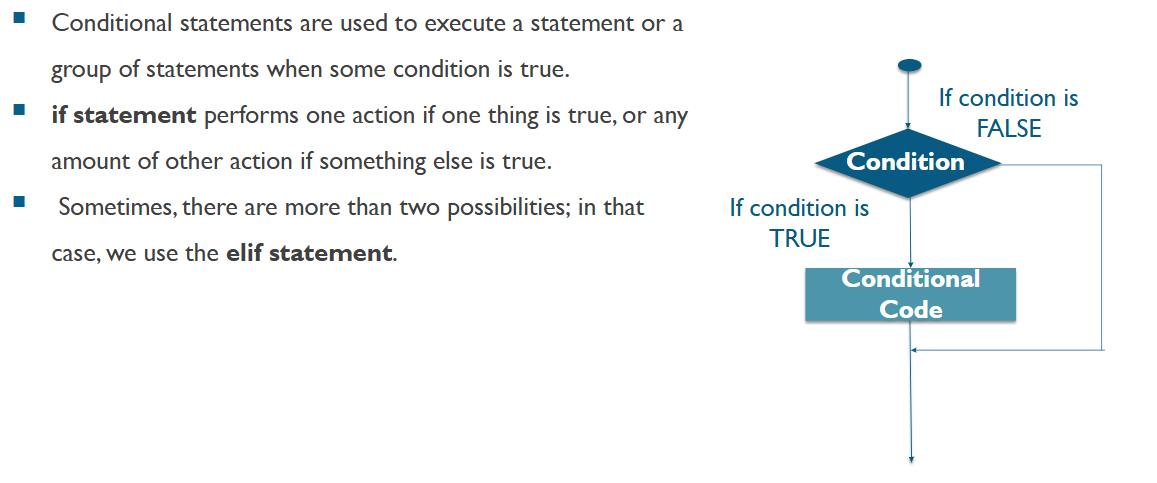 Conditional statements are used to execute a statement or a
group of statements when some condition is true.
if statement performs one action if one thing is true, or any
amount of other action if something else is true.
Sometimes, there are more than two possibilities; in that
case, we use the elif statement.
If condition is
FALSE
Condition
If condition is
TRUE
Conditional
Code